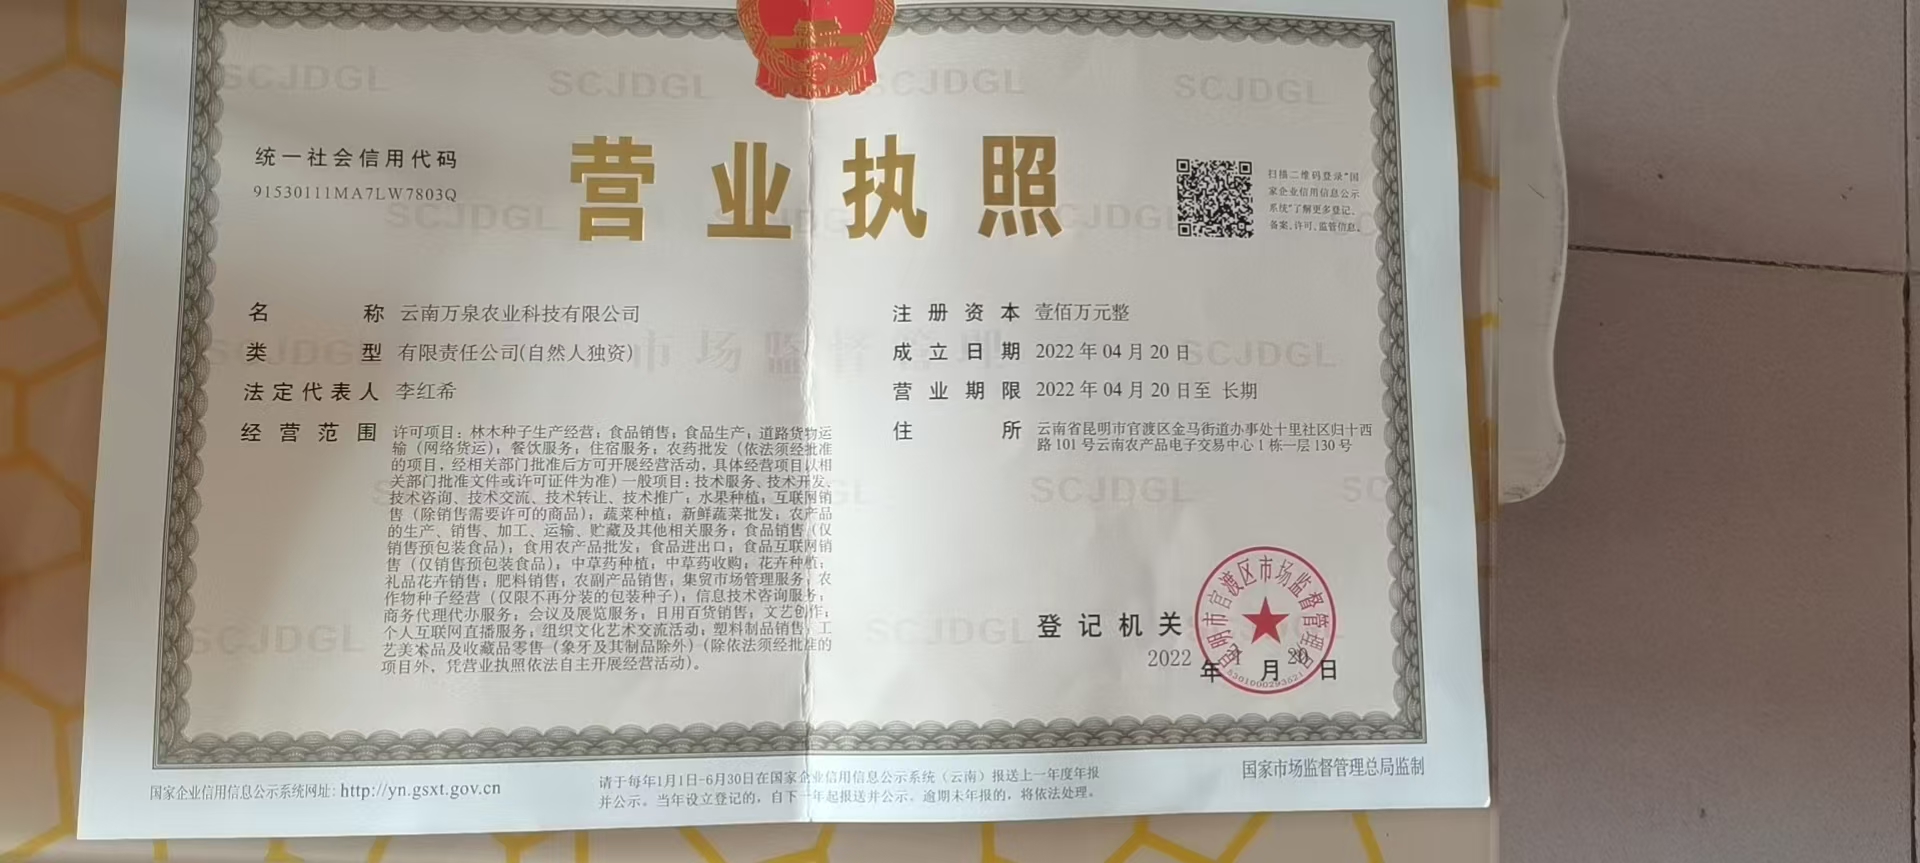 营业执照
统一社会信用代码
91530111MA7LW7803Q
扫描二维码登录“国
家企业信用信息公示
系统”了解更多登记、
备案、许可、监管信息。
名称 云南万泉农业科技有限公司
类型 有限责任公司(自然人独资)
法定代表人 李红希
经营范围 许可项目：林木种子生产经营；食品销售；食品生产；道路货物运
输（网络货运）；餐饮服务；住宿服务；农药批发（依法须经批准
的项目，经相关部门批准后方可开展经营活动，具体经营项目以相
关部门批准文件或许可证件为准）一般项目：技术服务、技术开发、
技术咨询、技术交流、技术转让、技术推广；水果种植；互联网销
售（除销售需要许可的商品）；蔬菜种植；新鲜蔬菜批发；农产品
的生产、销售、加工、运输、贮藏及其他相关服务；食品销售（仅
销售预包装食品）；食用农产品批发；食品进出口；食品互联网销
售（仅销售预包装食品）；中草药种植；中草药收购；花卉种植；
礼品花卉销售；肥料销售；农副产品销售；集贸市场管理服务；农
作物种子经营（仅限不再分装的包装种子）；信息技术咨询服务；
商务代理代办服务；会议及展览服务；日用百货销售；文艺创作；
个人互联网直播服务；组织文化艺术交流活动；塑料制品销售；工
艺美术品及收藏品零售（象牙及其制品除外）（除依法须经批准的
项目外，凭营业执照依法自主开展经营活动）。
注册资本 壹佰万元整
成立日期 2022年04月20日
营业期限 2022年04月20日至 长期
住所 云南省昆明市官渡区金马街道办事处十里社区归十西
路101号云南农产品电子交易中心1栋一层130号
登记机关
昆明市官渡区市场监督管理局
2022年 月20日
国家企业信用信息公示系统网址: http://yn.gsxt.gov.cn
请于每年1月1日-6月30日在国家企业信用信息公示系统（云南）报送上一年度年报
并公示。当年设立登记的，自下一年起报送并公示。逾期未年报的，将依法处理。
国家市场监督管理总局监制